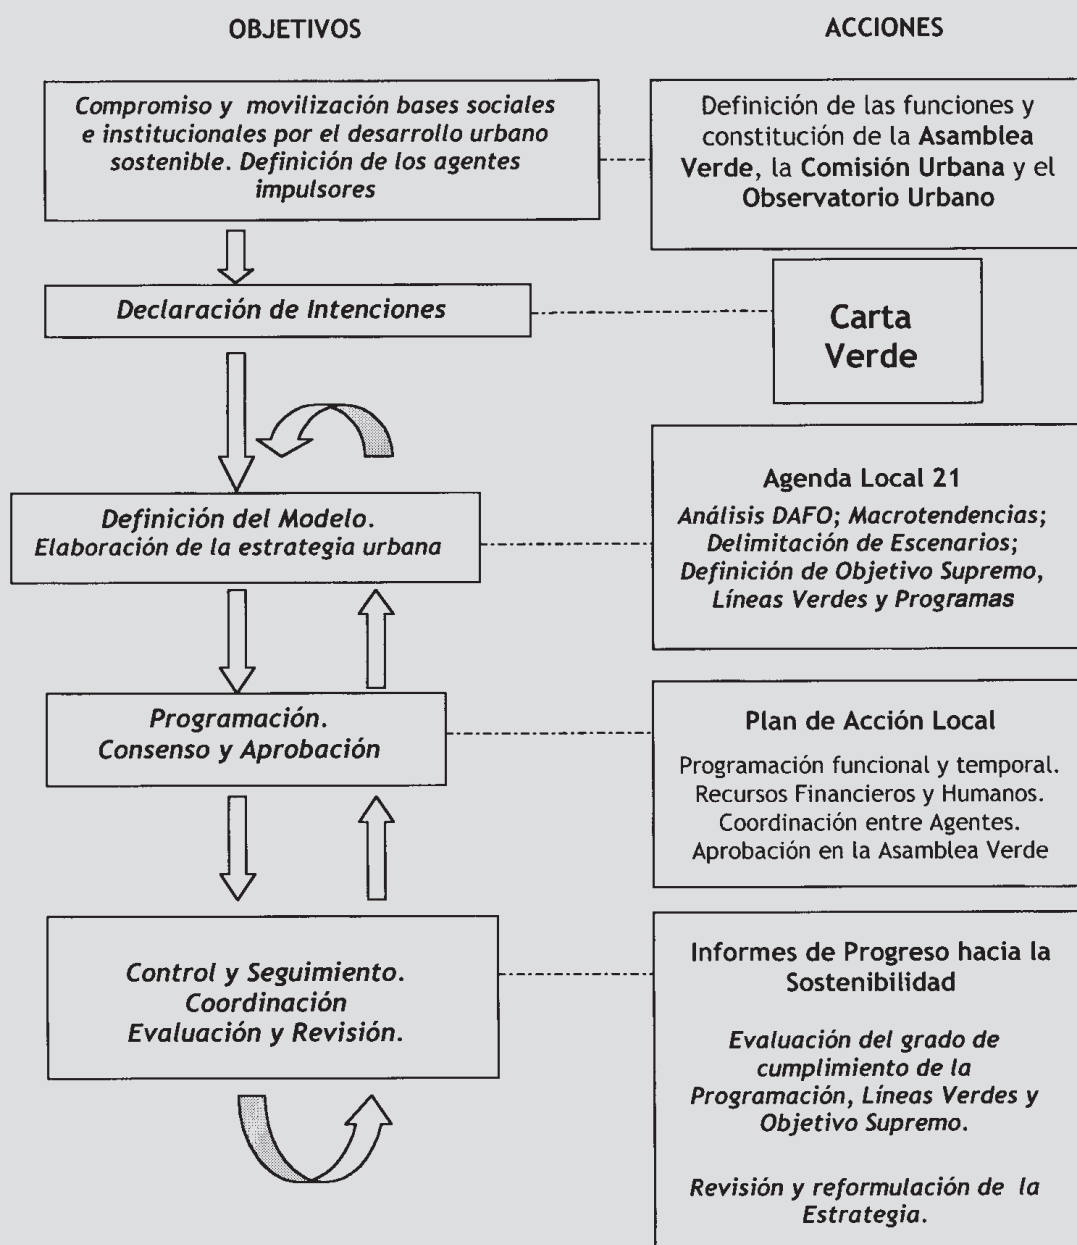 OBJETIVOS
ACCIONES
Compromiso y movilización bases sociales
e institucionales por el desarrollo urbano
sostenible. Definición de los agentes
impulsores
Definición de las funciones y
constitución de la Asamblea
Verde, la Comisión Urbana y el
Observatorio Urbano
Declaración de Intenciones
Carta
Verde
Definición del Modelo.
Elaboración de la estrategia urbana
Agenda Local 21
Análisis DAFO; Macrotendencias;
Delimitación de Escenarios;
Definición de Objetivo Supremo,
Líneas Verdes y Programas
Programación.
Consenso y Aprobación
Plan de Acción Local
Programación funcional y temporal.
Recursos Financieros y Humanos.
Coordinación entre Agentes.
Aprobación en la Asamblea Verde
Control y Seguimiento.
Coordinación
Evaluación y Revisión.
Informes de Progreso hacia la
Sostenibilidad
Evaluación del grado de
cumplimiento de la
Programación, Líneas Verdes y
Objetivo Supremo.
Revisión y reformulación de la
Estrategia.